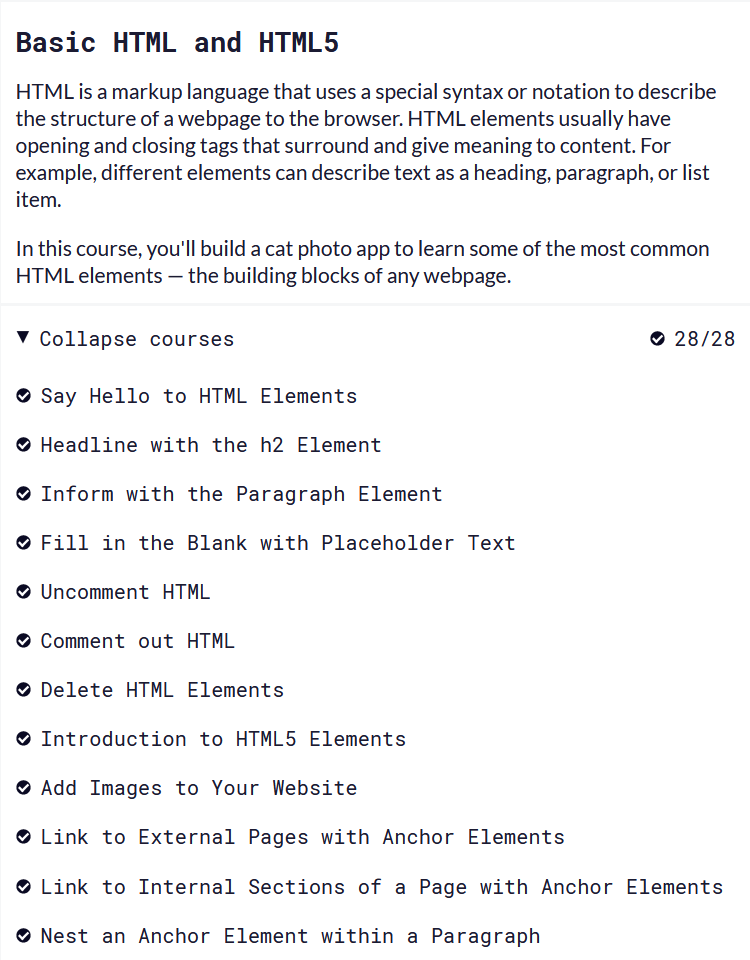 Basic HTML and HTML5
HTML is a markup language that uses a special syntax or notation to describe
the structure of a webpage to the browser. HTML elements usually have
opening and closing tags that surround and give meaning to content. For
example, different elements can describe text as a heading, paragraph, or list
item.
In this course, you'll build a cat photo app to learn some of the most common
HTML elements — the building blocks of any webpage.
Collapse courses 28/28
Say Hello to HTML Elements
Headline with the h2 Element
Inform with the Paragraph Element
Fill in the Blank with Placeholder Text
Uncomment HTML
Comment out HTML
Delete HTML Elements
Introduction to HTML5 Elements
Add Images to Your Website
Link to External Pages with Anchor Elements
Link to Internal Sections of a Page with Anchor Elements
Nest an Anchor Element within a Paragraph